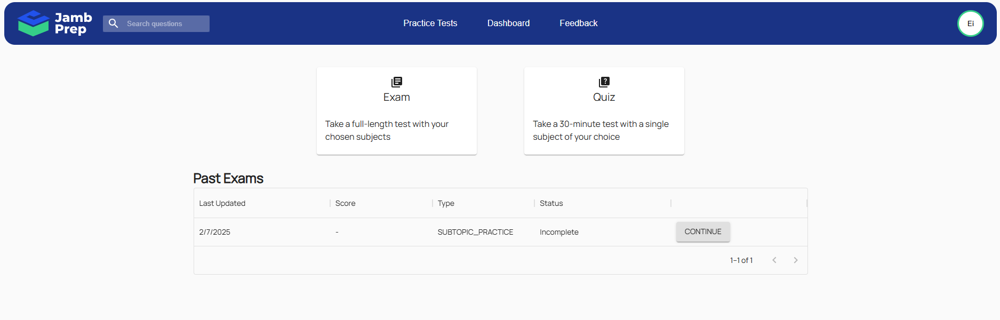 Jamb
Prep
Search questions
Practice Tests
Dashboard
Feedback
Ei
Exam
Take a full-length test with your
chosen subjects
Quiz
Take a 30-minute test with a single
subject of your choice
Past Exams
Last Updated Score Type Status
2/7/2025 - SUBTOPIC_PRACTICE Incomplete CONTINUE
1–1 of 1